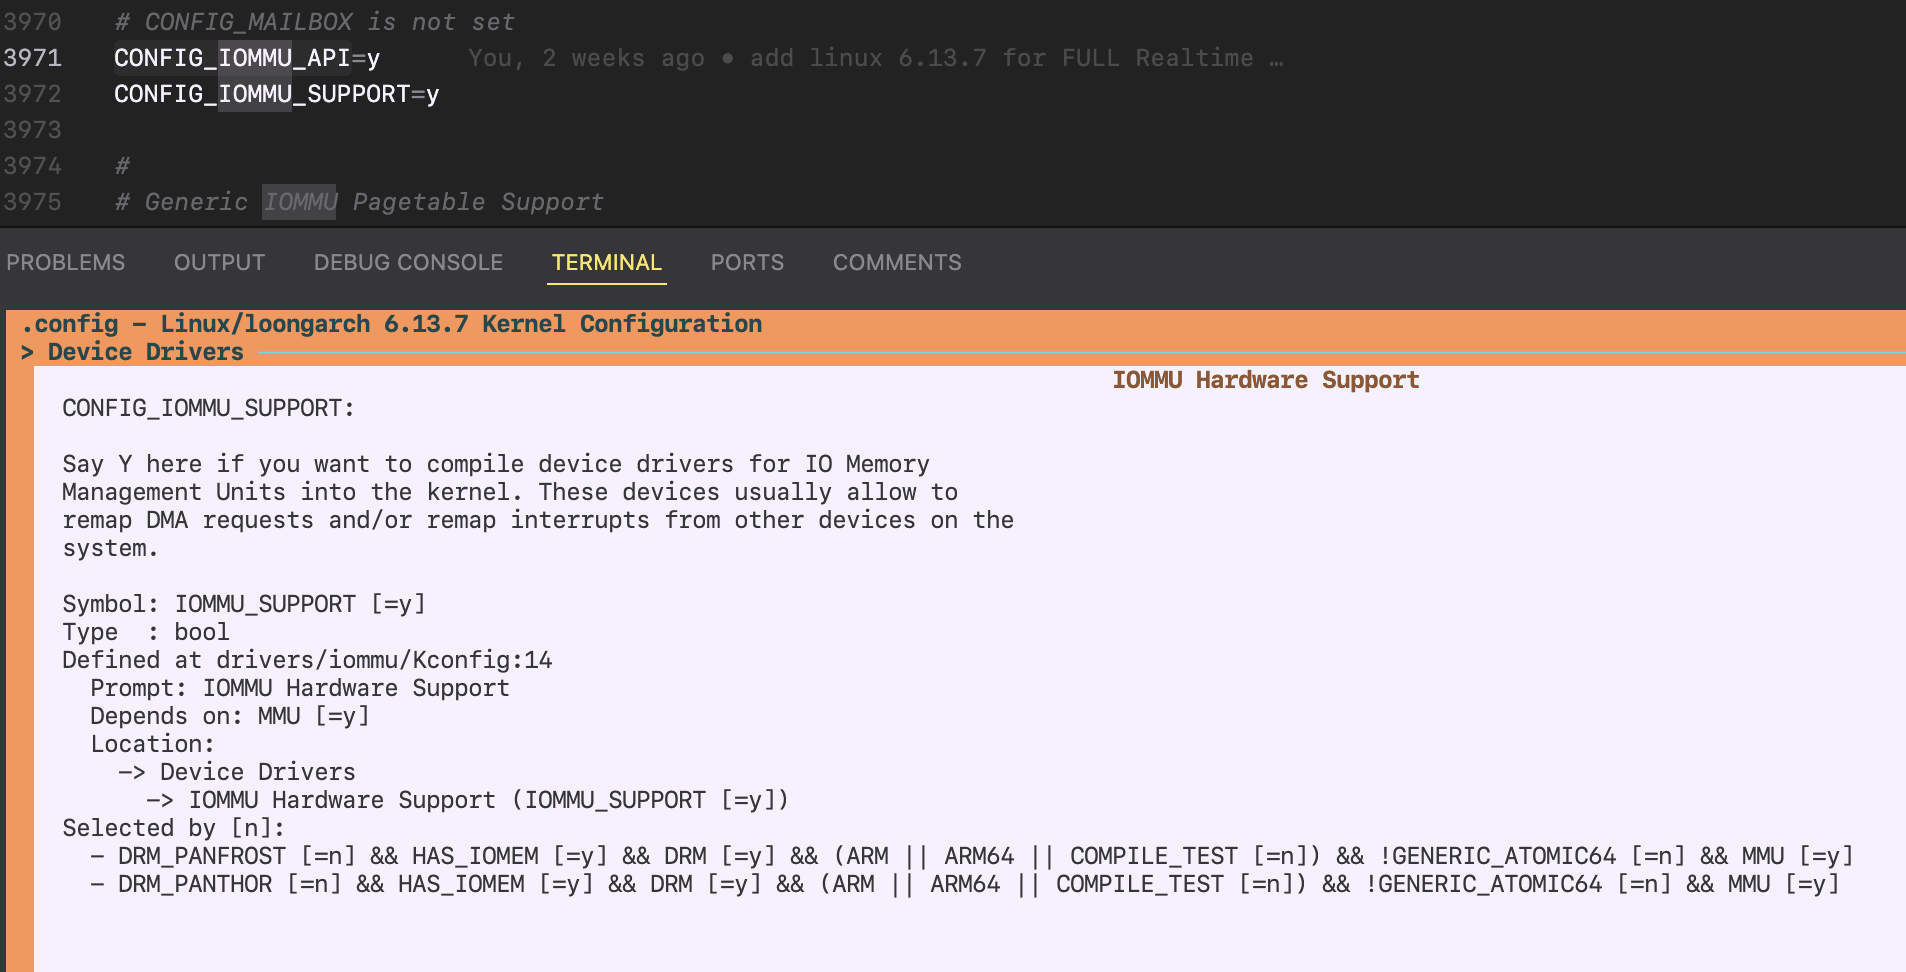 3970 # CONFIG_MAILBOX is not set
3971 CONFIG_IOMMU_API=y You, 2 weeks ago • add linux 6.13.7 for FULL Realtime …
3972 CONFIG_IOMMU_SUPPORT=y
3973
3974 #
3975 # Generic IOMMU Pagetable Support
PROBLEMS OUTPUT DEBUG CONSOLE TERMINAL PORTS COMMENTS
.config - Linux/loongarch 6.13.7 Kernel Configuration
> Device Drivers
IOMMU Hardware Support
CONFIG_IOMMU_SUPPORT:
Say Y here if you want to compile device drivers for IO Memory
Management Units into the kernel. These devices usually allow to
remap DMA requests and/or remap interrupts from other devices on the
system.
Symbol: IOMMU_SUPPORT [=y]
Type  : bool
Defined at drivers/iommu/Kconfig:14
Prompt: IOMMU Hardware Support
Depends on: MMU [=y]
Location:
-> Device Drivers
-> IOMMU Hardware Support (IOMMU_SUPPORT [=y])
Selected by [n]:
- DRM_PANFROST [=n] && HAS_IOMEM [=y] && DRM [=y] && (ARM || ARM64 || COMPILE_TEST [=n]) && !GENERIC_ATOMIC64 [=n] && MMU [=y]
- DRM_PANTHOR [=n] && HAS_IOMEM [=y] && DRM [=y] && (ARM || ARM64 || COMPILE_TEST [=n]) && !GENERIC_ATOMIC64 [=n] && MMU [=y]